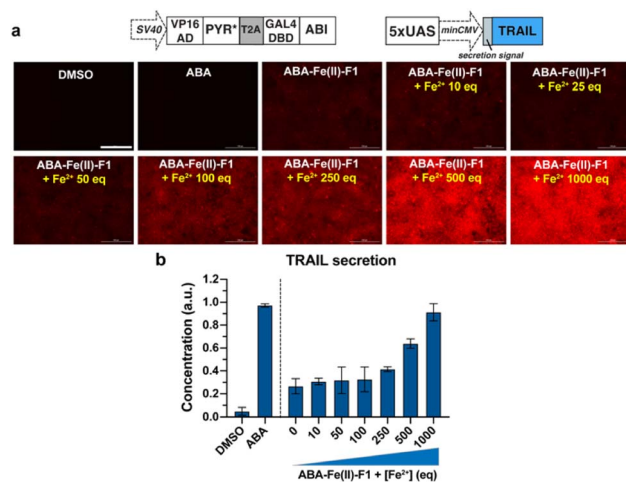 a
SV40
VP16
AD
PYR*
T2A
GAL4
DBD
ABI
5xUAS
minCMV
TRAIL
secretion signal
DMSO
ABA
ABA-Fe(II)-F1
ABA-Fe(II)-F1
+ Fe²⁺ 10 eq
ABA-Fe(II)-F1
+ Fe²⁺ 25 eq
ABA-Fe(II)-F1
+ Fe²⁺ 50 eq
ABA-Fe(II)-F1
+ Fe²⁺ 100 eq
ABA-Fe(II)-F1
+ Fe²⁺ 250 eq
ABA-Fe(II)-F1
+ Fe²⁺ 500 eq
ABA-Fe(II)-F1
+ Fe²⁺ 1000 eq
b
TRAIL secretion
Concentration (a.u.)
1.2
1.0
0.8
0.6
0.4
0.2
0.0
DMSO
ABA
0
10
50
100
250
500
1000
ABA-Fe(II)-F1 + [Fe²⁺] (eq)